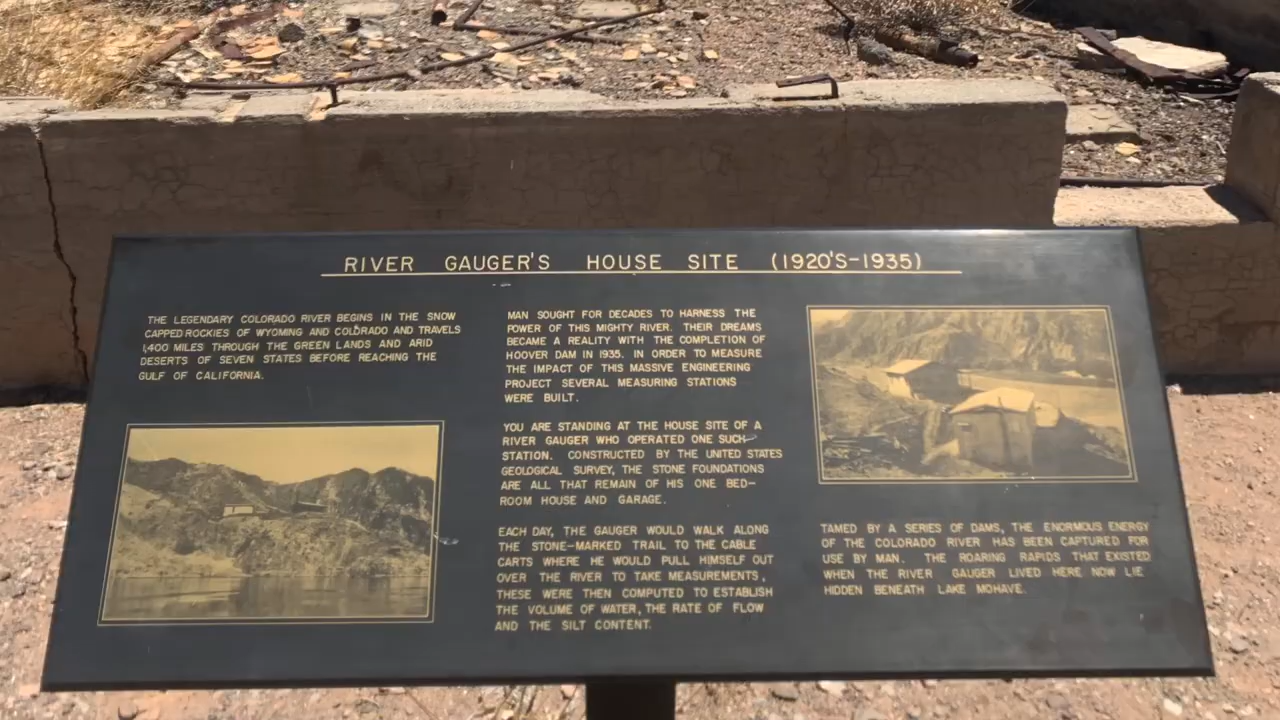 RIVER GAUGER'S HOUSE SITE (1920'S-1935)
THE LEGENDARY COLORADO RIVER BEGINS IN THE SNOW
CAPPED ROCKIES OF WYOMING AND COLORADO AND TRAVELS
1,400 MILES THROUGH THE GREEN LANDS AND ARID
DESERTS OF SEVEN STATES BEFORE REACHING THE
GULF OF CALIFORNIA.
MAN SOUGHT FOR DECADES TO HARNESS THE
POWER OF THIS MIGHTY RIVER. THEIR DREAMS
BECAME A REALITY WITH THE COMPLETION OF
HOOVER DAM IN 1935. IN ORDER TO MEASURE
THE IMPACT OF THIS MASSIVE ENGINEERING
PROJECT SEVERAL MEASURING STATIONS
WERE BUILT.
YOU ARE STANDING AT THE HOUSE SITE OF A
RIVER GAUGER WHO OPERATED ONE SUCH
STATION. CONSTRUCTED BY THE UNITED STATES
GEOLOGICAL SURVEY, THE STONE FOUNDATIONS
ARE ALL THAT REMAIN OF HIS ONE BED-
ROOM HOUSE AND GARAGE.
EACH DAY, THE GAUGER WOULD WALK ALONG
THE STONE-MARKED TRAIL TO THE CABLE
CARTS WHERE HE WOULD PULL HIMSELF OUT
OVER THE RIVER TO TAKE MEASUREMENTS,
THESE WERE THEN COMPUTED TO ESTABLISH
THE VOLUME OF WATER, THE RATE OF FLOW
AND THE SILT CONTENT.
TAMED BY A SERIES OF DAMS, THE ENORMOUS ENERGY
OF THE COLORADO RIVER HAS BEEN CAPTURED FOR
USE BY MAN. THE ROARING RAPIDS THAT EXISTED
WHEN THE RIVER GAUGER LIVED HERE NOW LIE
HIDDEN BENEATH LAKE MOHAVE.